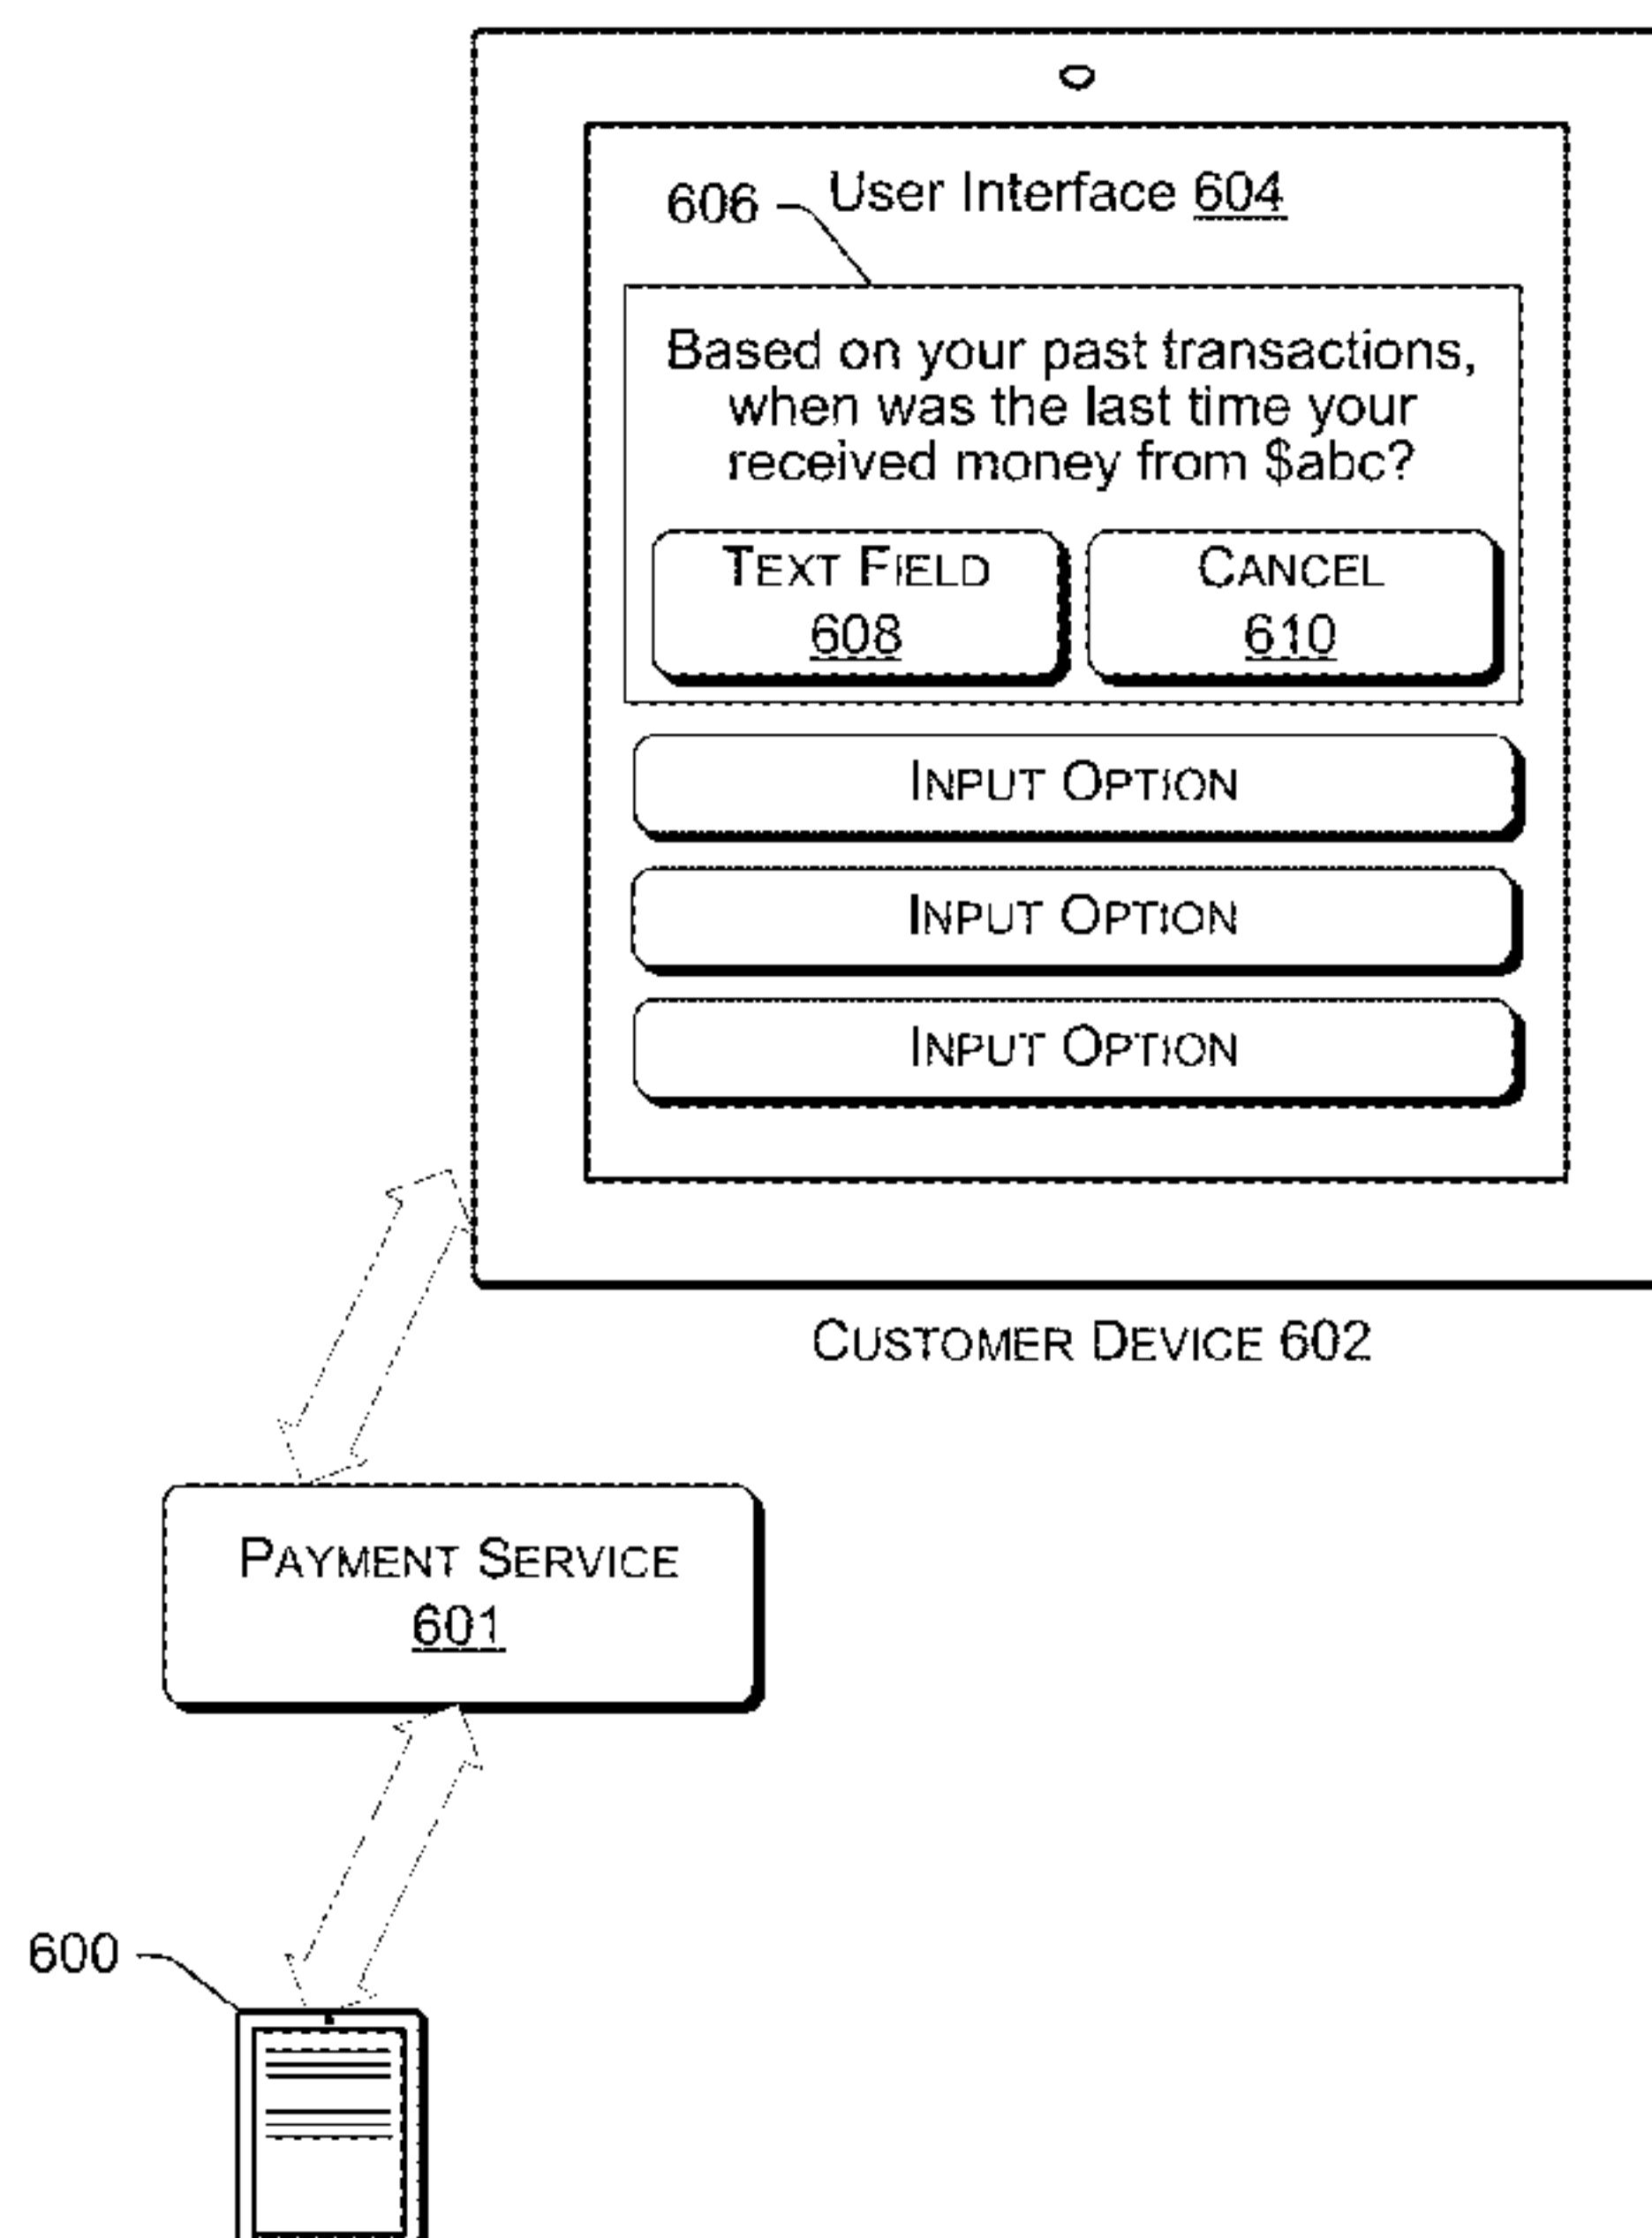 606
User Interface 604
Based on your past transactions,
when was the last time your
received money from $abc?
TEXT FIELD
608
CANCEL
610
INPUT OPTION
INPUT OPTION
INPUT OPTION
CUSTOMER DEVICE 602
PAYMENT SERVICE
601
600